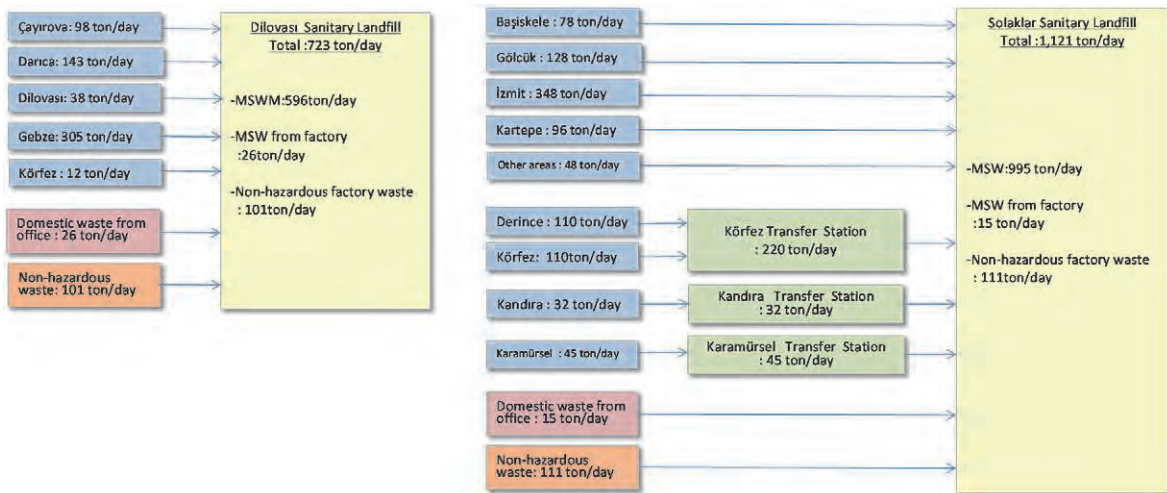 Çayırova: 98 ton/day
Darıca: 143 ton/day
Dilovası: 38 ton/day
Gebze: 305 ton/day
Körfez : 12 ton/day
Domestic waste from
office : 26 ton/day
Non-hazardous
waste: 101 ton/day
Dilovası Sanitary Landfill
Total :723 ton/day
-MSWM:596ton/day
-MSW from factory
:26ton/day
-Non-hazardous factory waste
: 101ton/day
Başiskele : 78 ton/day
Gölcük : 128 ton/day
İzmit : 348 ton/day
Kartepe : 96 ton/day
Other areas : 48 ton/day
Derince : 110 ton/day
Körfez: 110ton/day
Kandıra : 32 ton/day
Karamürsel : 45 ton/day
Domestic waste from
office : 15 ton/day
Non-hazardous
waste: 111 ton/day
Körfez Transfer Station
: 220 ton/day
Kandıra Transfer Station
: 32 ton/day
Karamürsel Transfer Station
: 45 ton/day
Solaklar Sanitary Landfill
Total :1,121 ton/day
-MSW:995 ton/day
-MSW from factory
:15 ton/day
-Non-hazardous factory waste
: 111ton/day